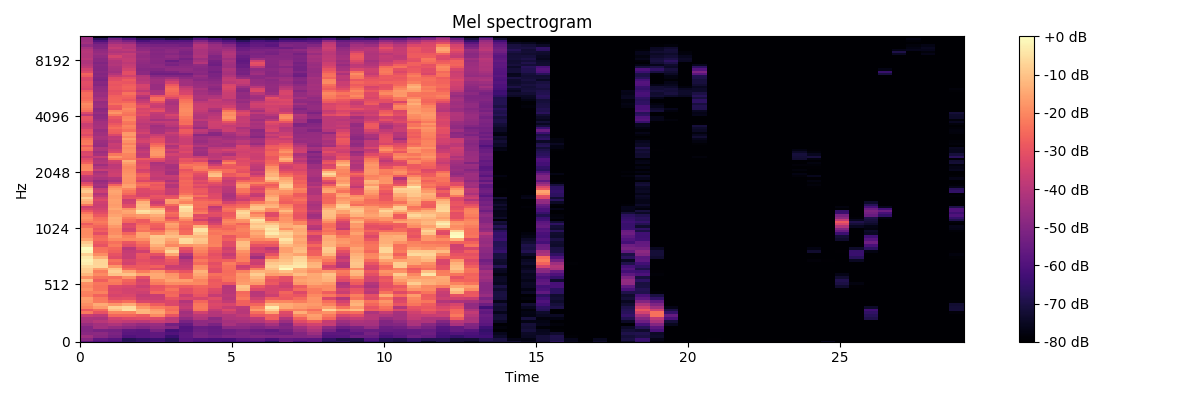 Mel spectrogram
8192
4096
2048
1024
512
0
Hz
0 5 10 15 20 25
Time
+0 dB
-10 dB
-20 dB
-30 dB
-40 dB
-50 dB
-60 dB
-70 dB
-80 dB